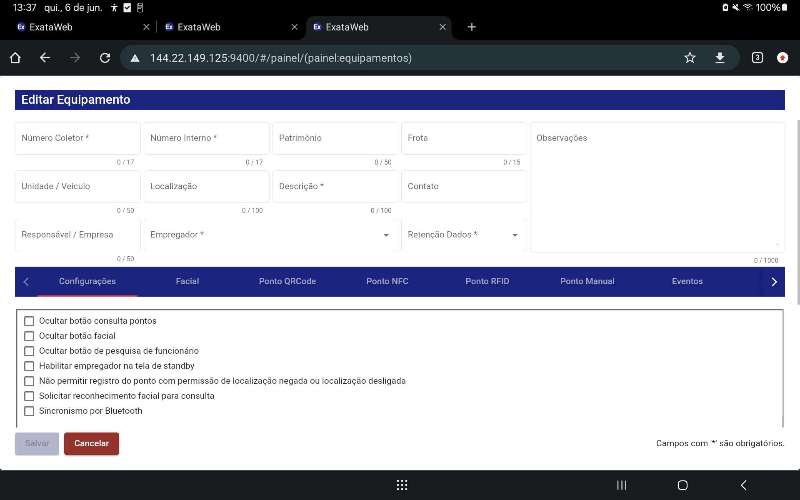 13:37 qui., 6 de jun. 100%
ExataWeb ExataWeb ExataWeb
144.22.149.125:9400/#/painel/(painel:equipamentos) 3
Editar Equipamento
Número Coletor * Número Interno * Patrimônio Frota Observações
0 / 17 0 / 17 0 / 50 0 / 15
Unidade / Veículo Localização Descrição * Contato
0 / 50 0 / 100 0 / 100
Responsável / Empresa Empregador * Retenção Dados *
0 / 50 0 / 1000
Configurações Facial Ponto QRCode Ponto NFC Ponto RFID Ponto Manual Eventos
Ocultar botão consulta pontos
Ocultar botão facial
Ocultar botão de pesquisa de funcionário
Habilitar empregador na tela de standby
Não permitir registro do ponto com permissão de localização negada ou localização desligada
Solicitar reconhecimento facial para consulta
Sincronismo por Bluetooth
Salvar Cancelar Campos com '*' são obrigatórios.